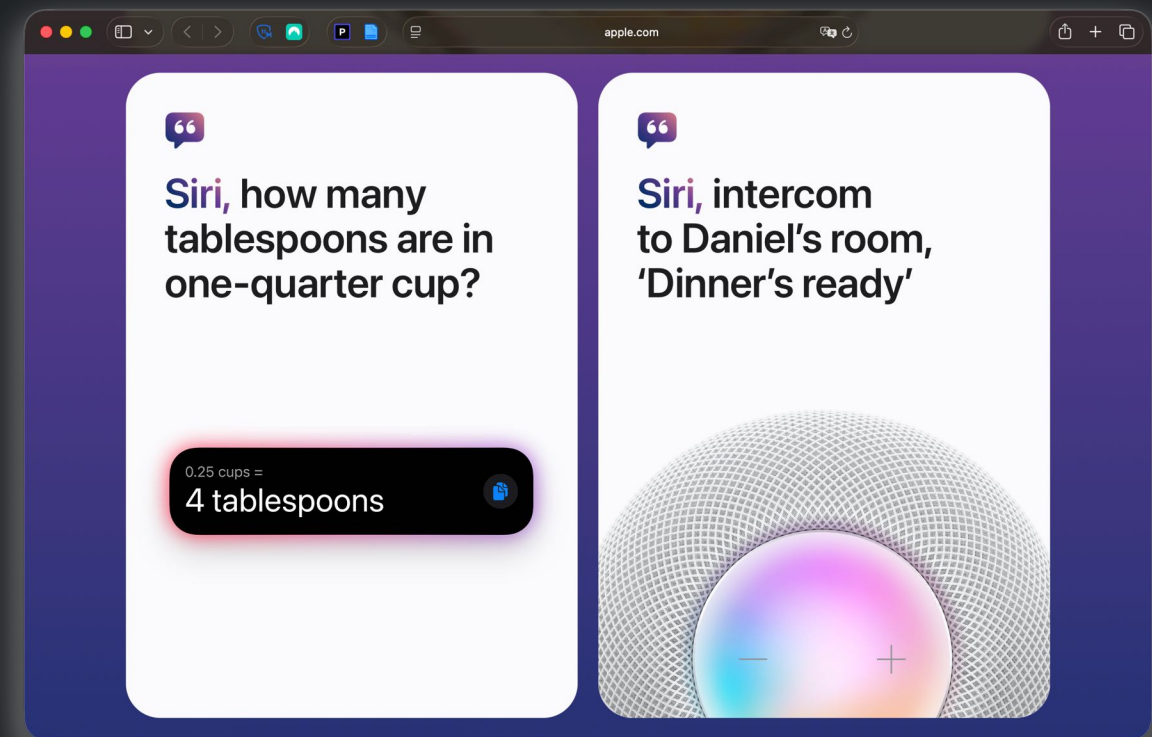 P
apple.com
Siri, how many
tablespoons are in
one-quarter cup?
0.25 cups =
4 tablespoons
Siri, intercom
to Daniel’s room,
‘Dinner’s ready’